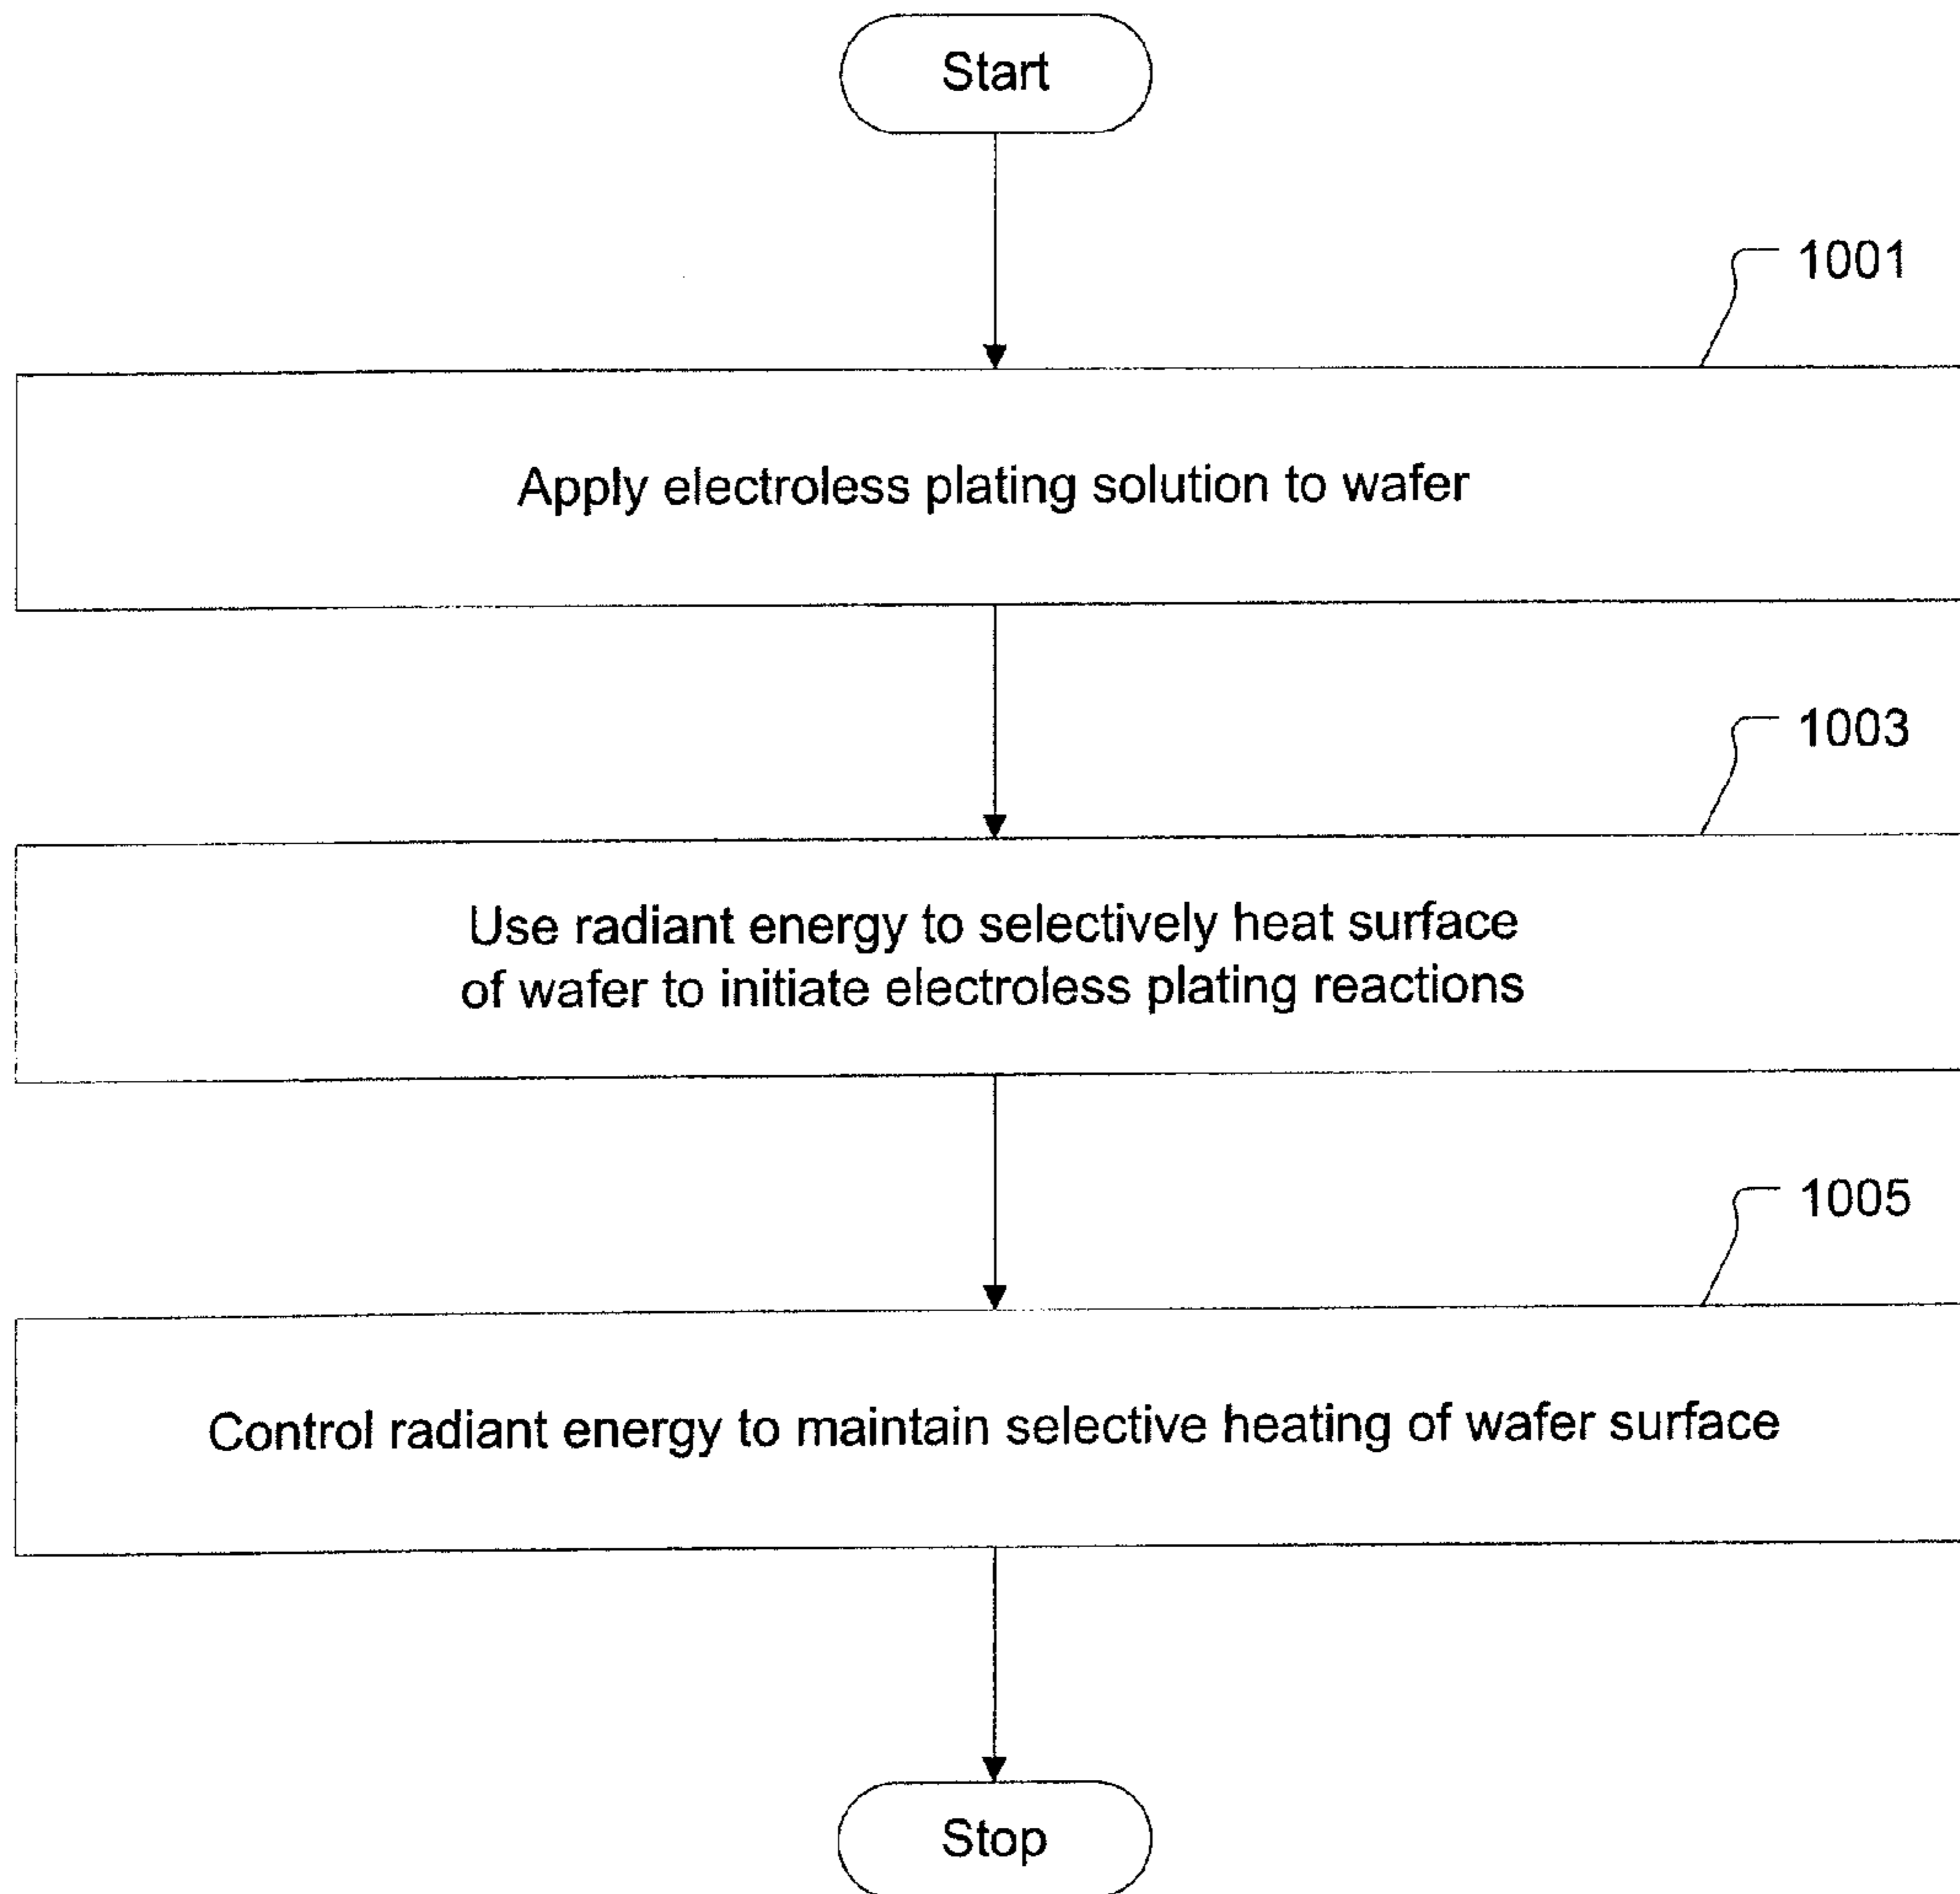 Start
1001
Apply electroless plating solution to wafer
1003
Use radiant energy to selectively heat surface
of wafer to initiate electroless plating reactions
1005
Control radiant energy to maintain selective heating of wafer surface
Stop